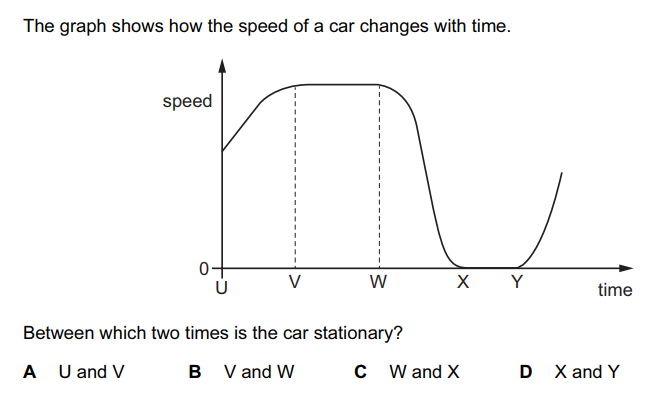 The graph shows how the speed of a car changes with time.
speed
0
U V W X Y
time
Between which two times is the car stationary?
A U and V B V and W C W and X D X and Y